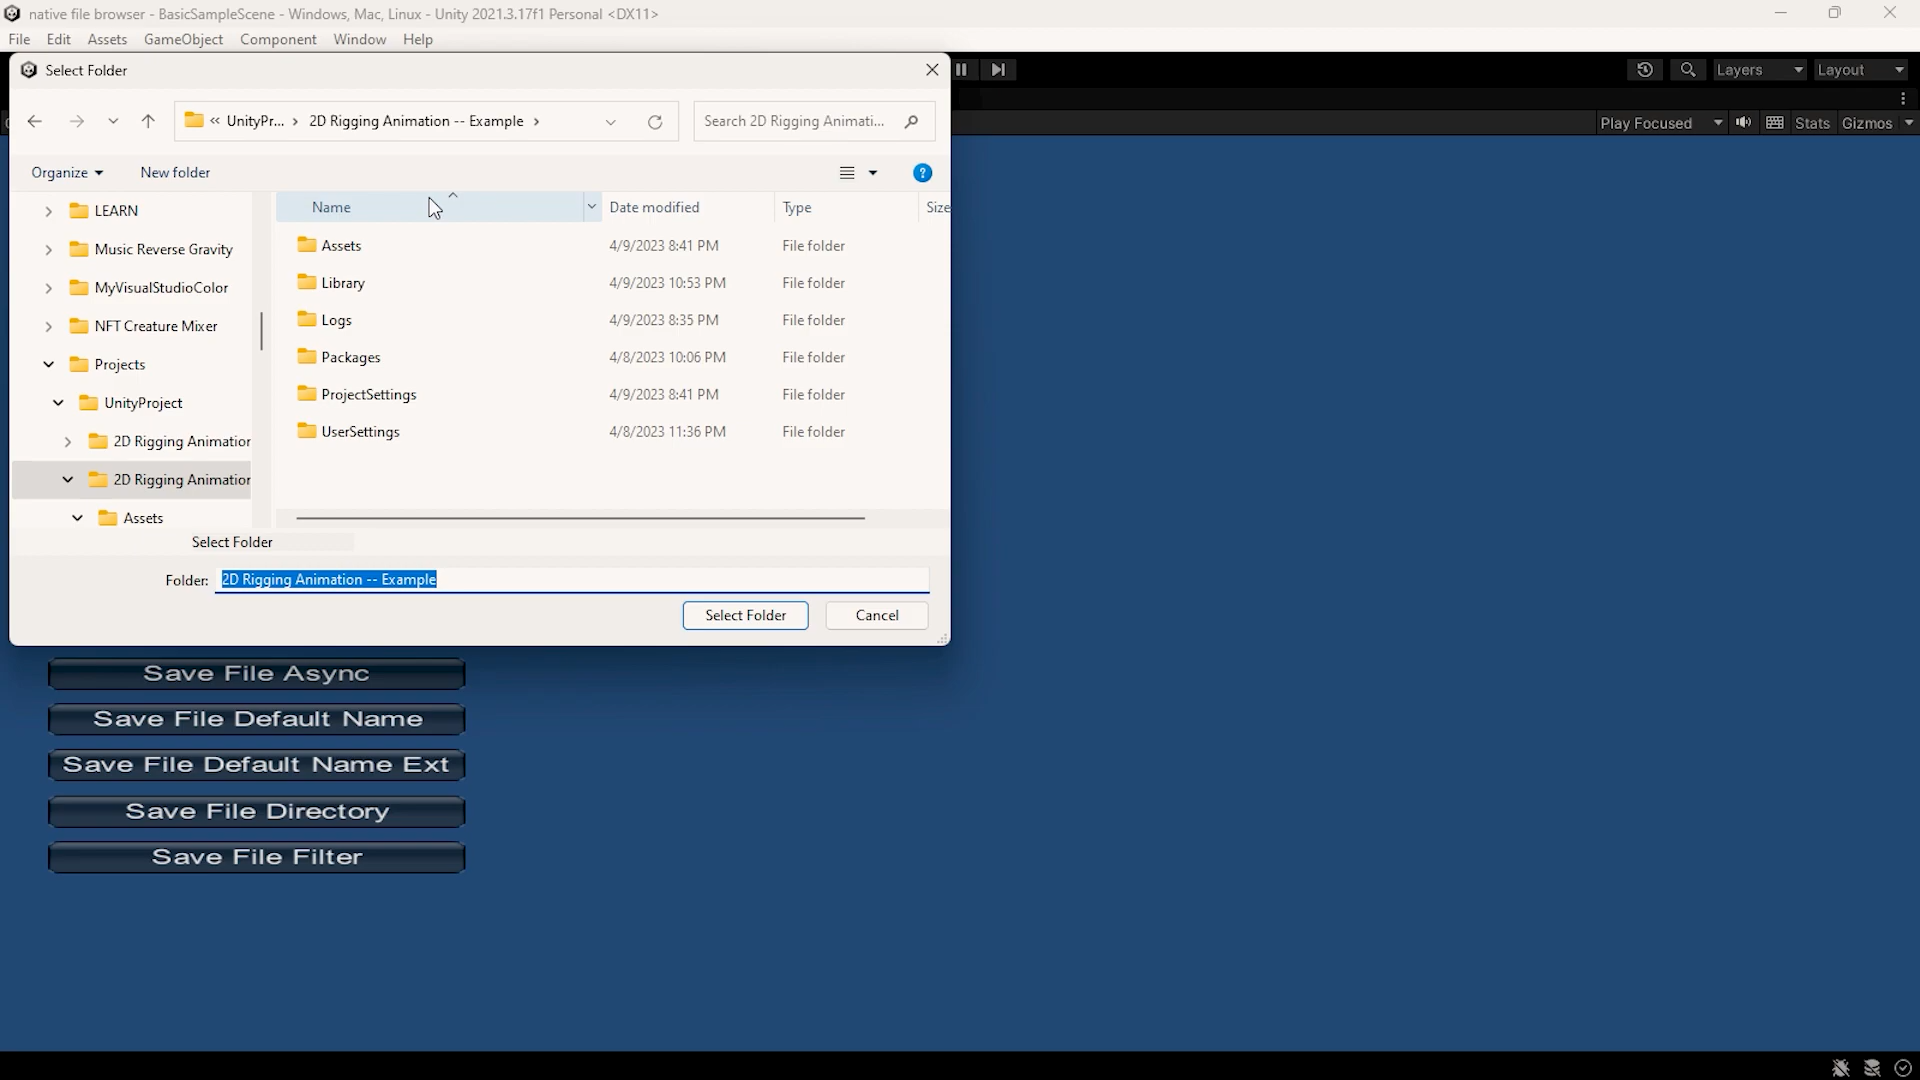 native file browser - BasicSampleScene - Windows, Mac, Linux - Unity 2021.3.17f1 Personal <DX11>
File Edit Assets GameObject Component Window Help
Select Folder
Layers Layout
« UnityPr... › 2D Rigging Animation -- Example ›
Search 2D Rigging Animati...
Play Focused Stats Gizmos
Organize New folder ?
Name Date modified Type Size
LEARN
Music Reverse Gravity
MyVisualStudioColor
NFT Creature Mixer
Projects
UnityProject
2D Rigging Animation
2D Rigging Animation
Assets
Assets 4/9/2023 8:41 PM File folder
Library 4/9/2023 10:53 PM File folder
Logs 4/9/2023 8:35 PM File folder
Packages 4/8/2023 10:06 PM File folder
ProjectSettings 4/9/2023 8:41 PM File folder
UserSettings 4/8/2023 11:36 PM File folder
Select Folder
Folder: 2D Rigging Animation -- Example
Select Folder Cancel
Save File Async
Save File Default Name
Save File Default Name Ext
Save File Directory
Save File Filter